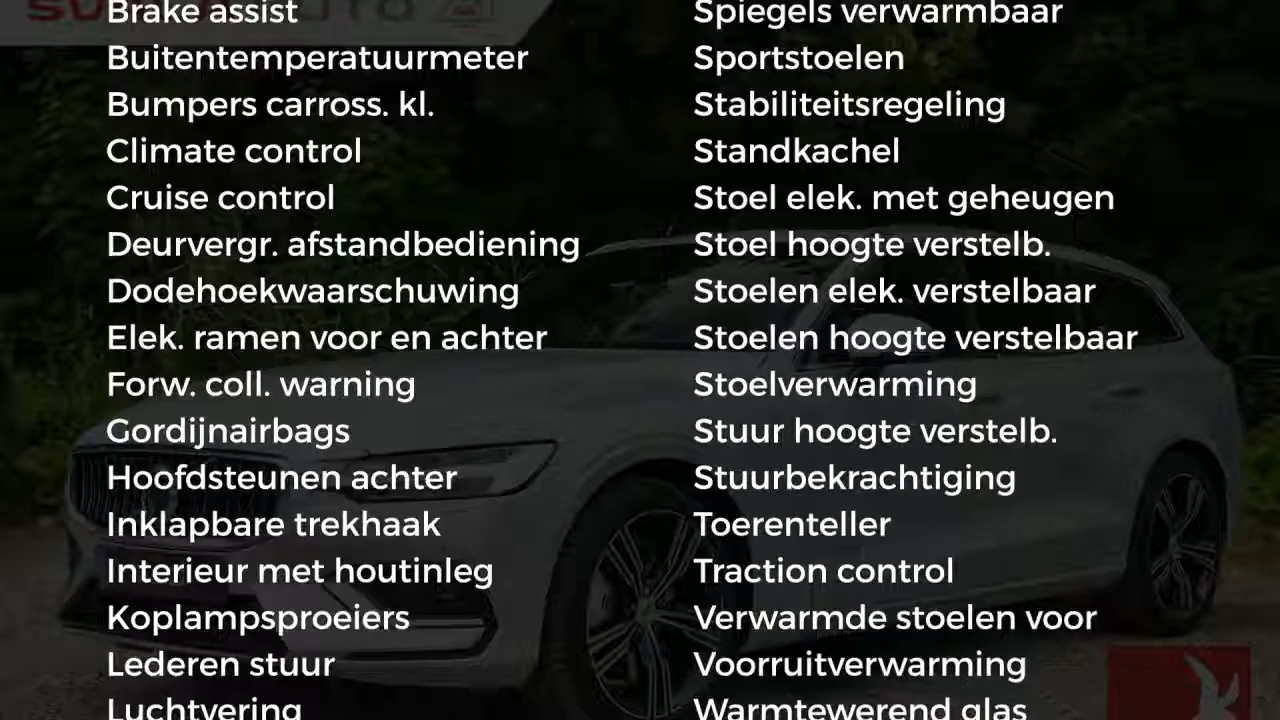 Brake assist
Buitentemperatuurmeter
Bumpers carross. kl.
Climate control
Cruise control
Deurvergr. afstandbediening
Dodehoekwaarschuwing
Elek. ramen voor en achter
Forw. coll. warning
Gordijnairbags
Hoofdsteunen achter
Inklapbare trekhaak
Interieur met houtinleg
Koplampsproeiers
Lederen stuur
Luchtvering
Spiegels verwarmbaar
Sportstoelen
Stabiliteitsregeling
Standkachel
Stoel elek. met geheugen
Stoel hoogte verstelb.
Stoelen elek. verstelbaar
Stoelen hoogte verstelbaar
Stoelverwarming
Stuur hoogte verstelb.
Stuurbekrachtiging
Toerenteller
Traction control
Verwarmde stoelen voor
Voorruitverwarming
Warmtewerend glas